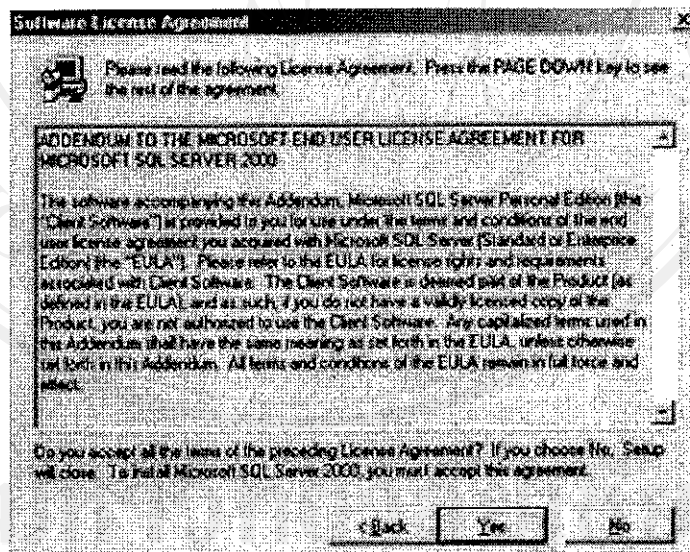 Software License Agreement
Please read the following License Agreement. Press the PAGE DOWN key to see
the rest of the agreement.
ADDENDUM TO THE MICROSOFT END USER LICENSE AGREEMENT FOR
MICROSOFT SQL SERVER 2000
The software accompanying this Addendum, Microsoft SQL Server Personal Edition (the
"Client Software") is provided to you for use under the terms and conditions of the end
user license agreement you acquired with Microsoft SQL Server (Standard or Enterprise
Edition) (the "EULA"). Please refer to the EULA for license rights and requirements
associated with Client Software. The Client Software is deemed part of the Product (as
defined in the EULA), and as such, if you do not have a validly licensed copy of the
Product, you are not authorized to use the Client Software. Any capitalized terms used in
this Addendum shall have the same meaning as set forth in the EULA, unless otherwise
set forth in this Addendum. All terms and conditions of the EULA remain in full force and
effect.
Do you accept all the terms of the preceding License Agreement? If you choose No, Setup
will close. To install Microsoft SQL Server 2000, you must accept this agreement.
< Back Yes No